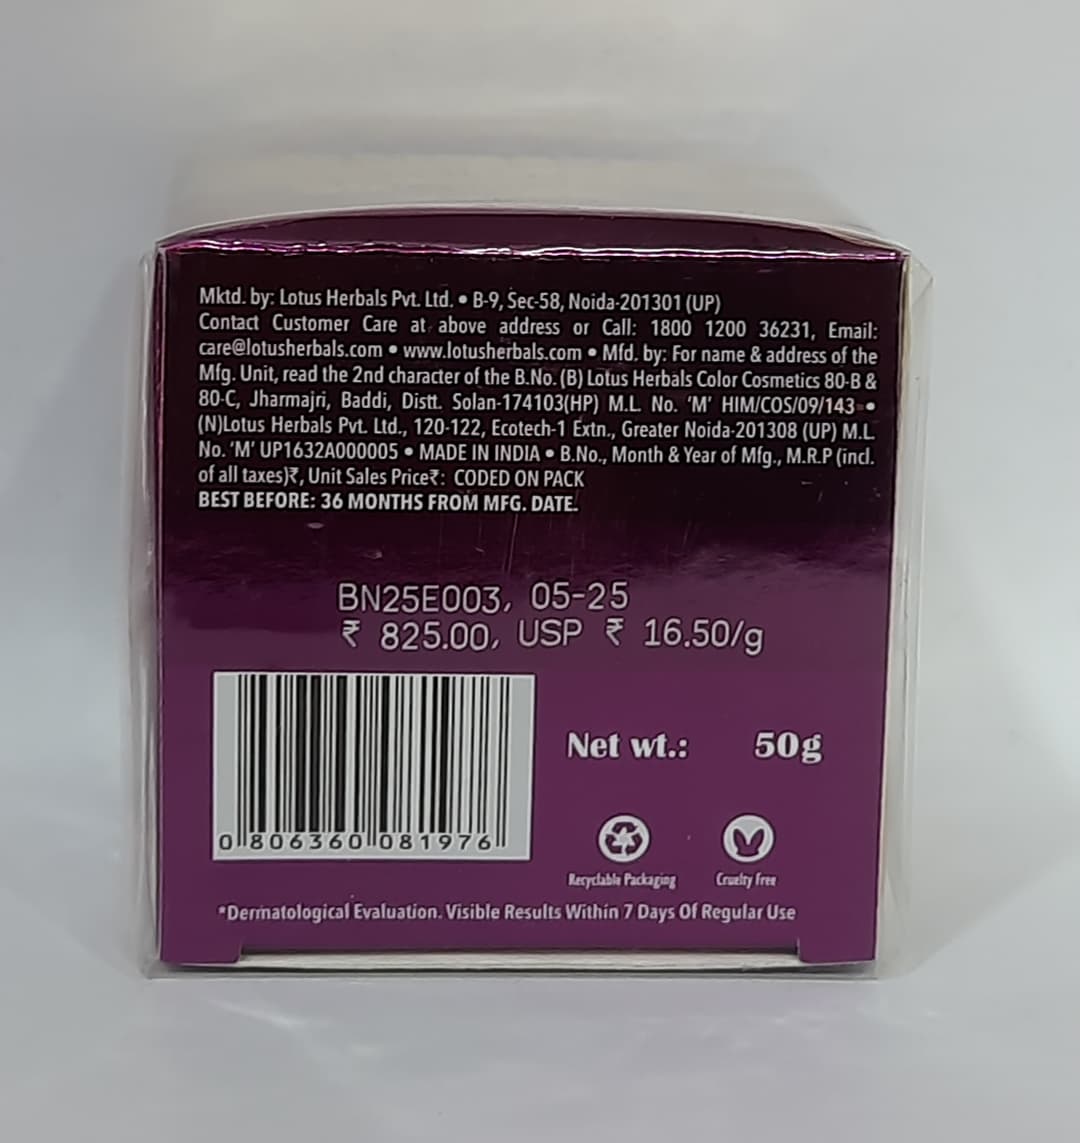 Mktd. by: Lotus Herbals Pvt. Ltd. • B-9, Sec-58, Noida-201301 (UP)
Contact Customer Care at above address or Call: 1800 1200 36231, Email:
care@lotusherbals.com • www.lotusherbals.com • Mfd. by: For name & address of the
Mfg. Unit, read the 2nd character of the B.No. (B) Lotus Herbals Color Cosmetics 80-B &
80-C, Jharmajri, Baddi, Distt. Solan-174103(HP) M.L. No. 'M' HIM/COS/09/143 •
(N)Lotus Herbals Pvt. Ltd., 120-122, Ecotech-1 Extn., Greater Noida-201308 (UP) M.L.
No. 'M' UP1632A000005 • MADE IN INDIA • B.No., Month & Year of Mfg., M.R.P (incl.
of all taxes)₹, Unit Sales Price₹: CODED ON PACK
BEST BEFORE: 36 MONTHS FROM MFG. DATE.
BN25E003, 05-25
₹ 825.00, USP ₹ 16.50/g
Net wt.: 50g
0 806360 081976
Recyclable Packaging
Cruelty Free
*Dermatological Evaluation. Visible Results Within 7 Days Of Regular Use